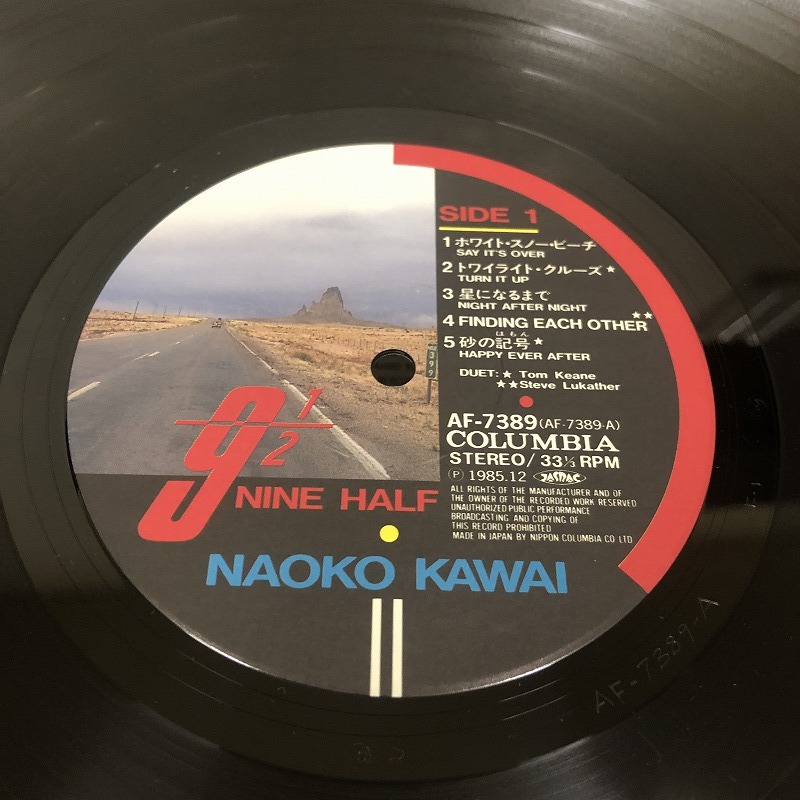 SIDE 1
1 ホワイト・スノー・ビーチ
SAY IT'S OVER
2 トワイライト・クルーズ★
TURN IT UP
3 星になるまで
NIGHT AFTER NIGHT
4 FINDING EACH OTHER★★
はもん
5 砂の記号★
HAPPY EVER AFTER
DUET: ★ Tom Keane
★★Steve Lukather
399
AF-7389(AF-7389-A)
COLUMBIA
STEREO/ 33⅓ RPM
Ⓟ 1985.12 JASRAC
ALL RIGHTS OF THE MANUFACTURER AND OF
THE OWNER OF THE RECORDED WORK RESERVED
UNAUTHORIZED PUBLIC PERFORMANCE
BROADCASTING AND COPYING OF
THIS RECORD PROHIBITED
MADE IN JAPAN BY NIPPON COLUMBIA CO LTD
9 1/2
NINE HALF
NAOKO KAWAI
AF-7389-A